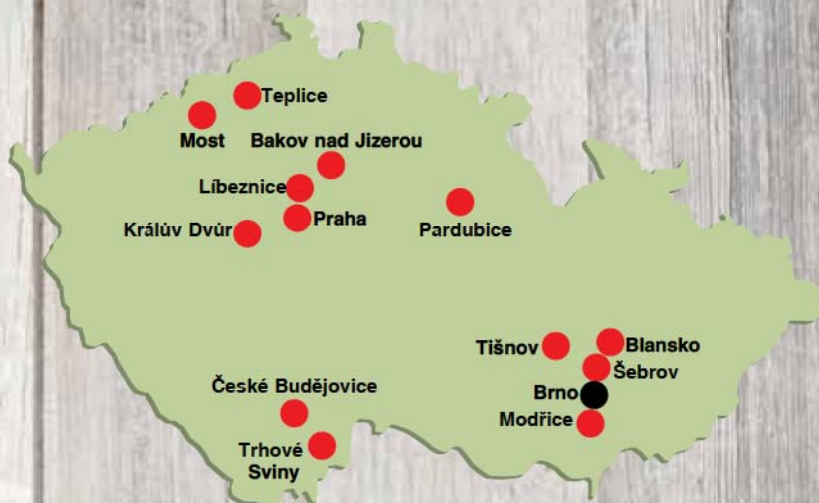 Teplice
Most
Bakov nad Jizerou
Líbeznice
Praha
Králův Dvůr
Pardubice
Tišnov
Blansko
Šebrov
České Budějovice
Brno
Modřice
Trhové
Sviny